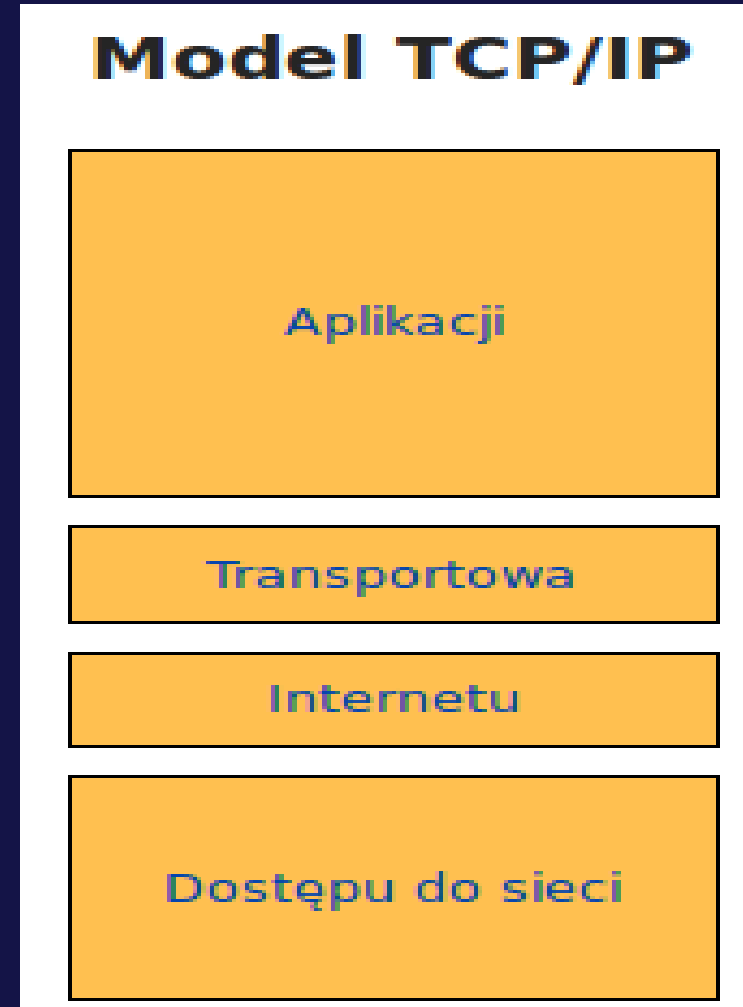 Model TCP/IP
Aplikacji
Transportowa
Internetu
Dostępu do sieci